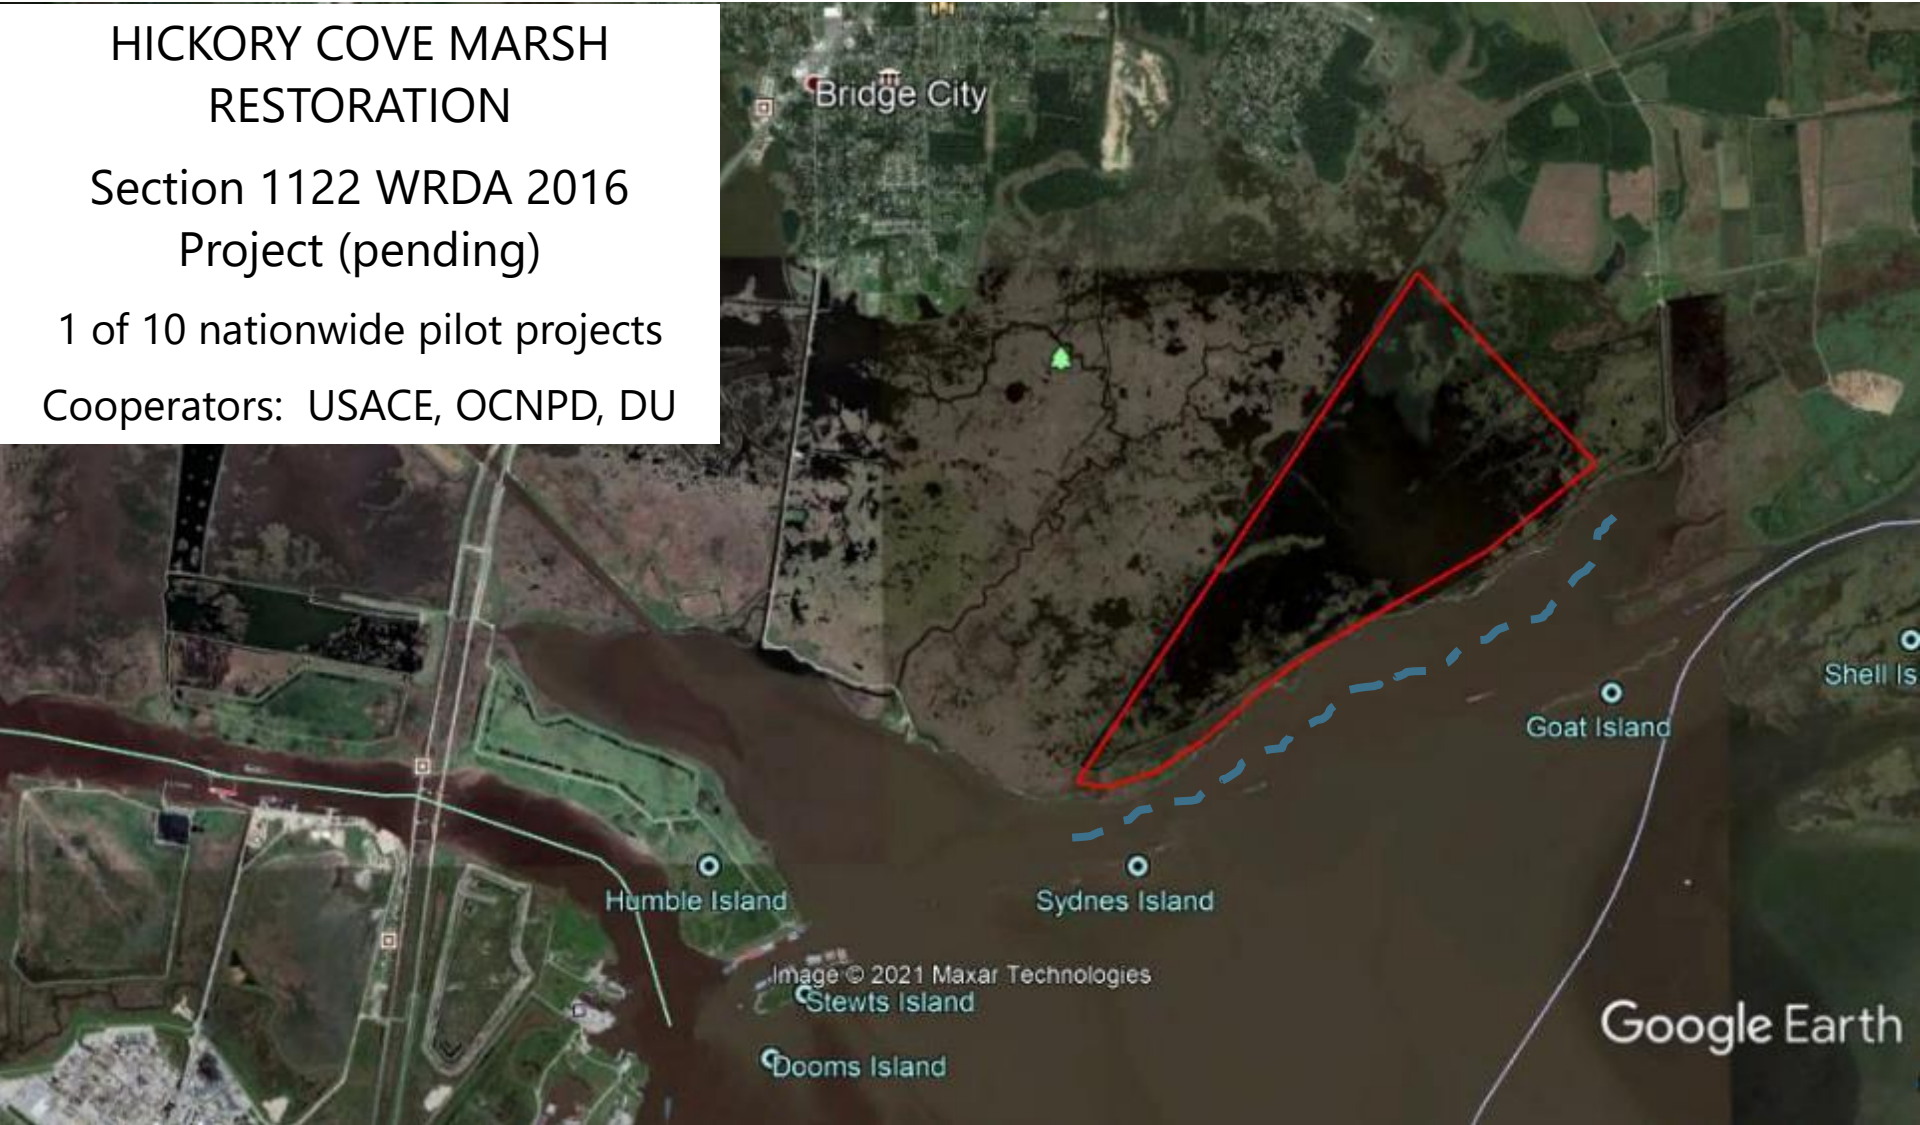 HICKORY COVE MARSH
RESTORATION
Section 1122 WRDA 2016
Project (pending)
1 of 10 nationwide pilot projects
Cooperators: USACE, OCNPD, DU
Bridge City
Shell Is
Goat Island
Humble Island
Sydnes Island
Image © 2021 Maxar Technologies
Stewts Island
Google Earth
Dooms Island